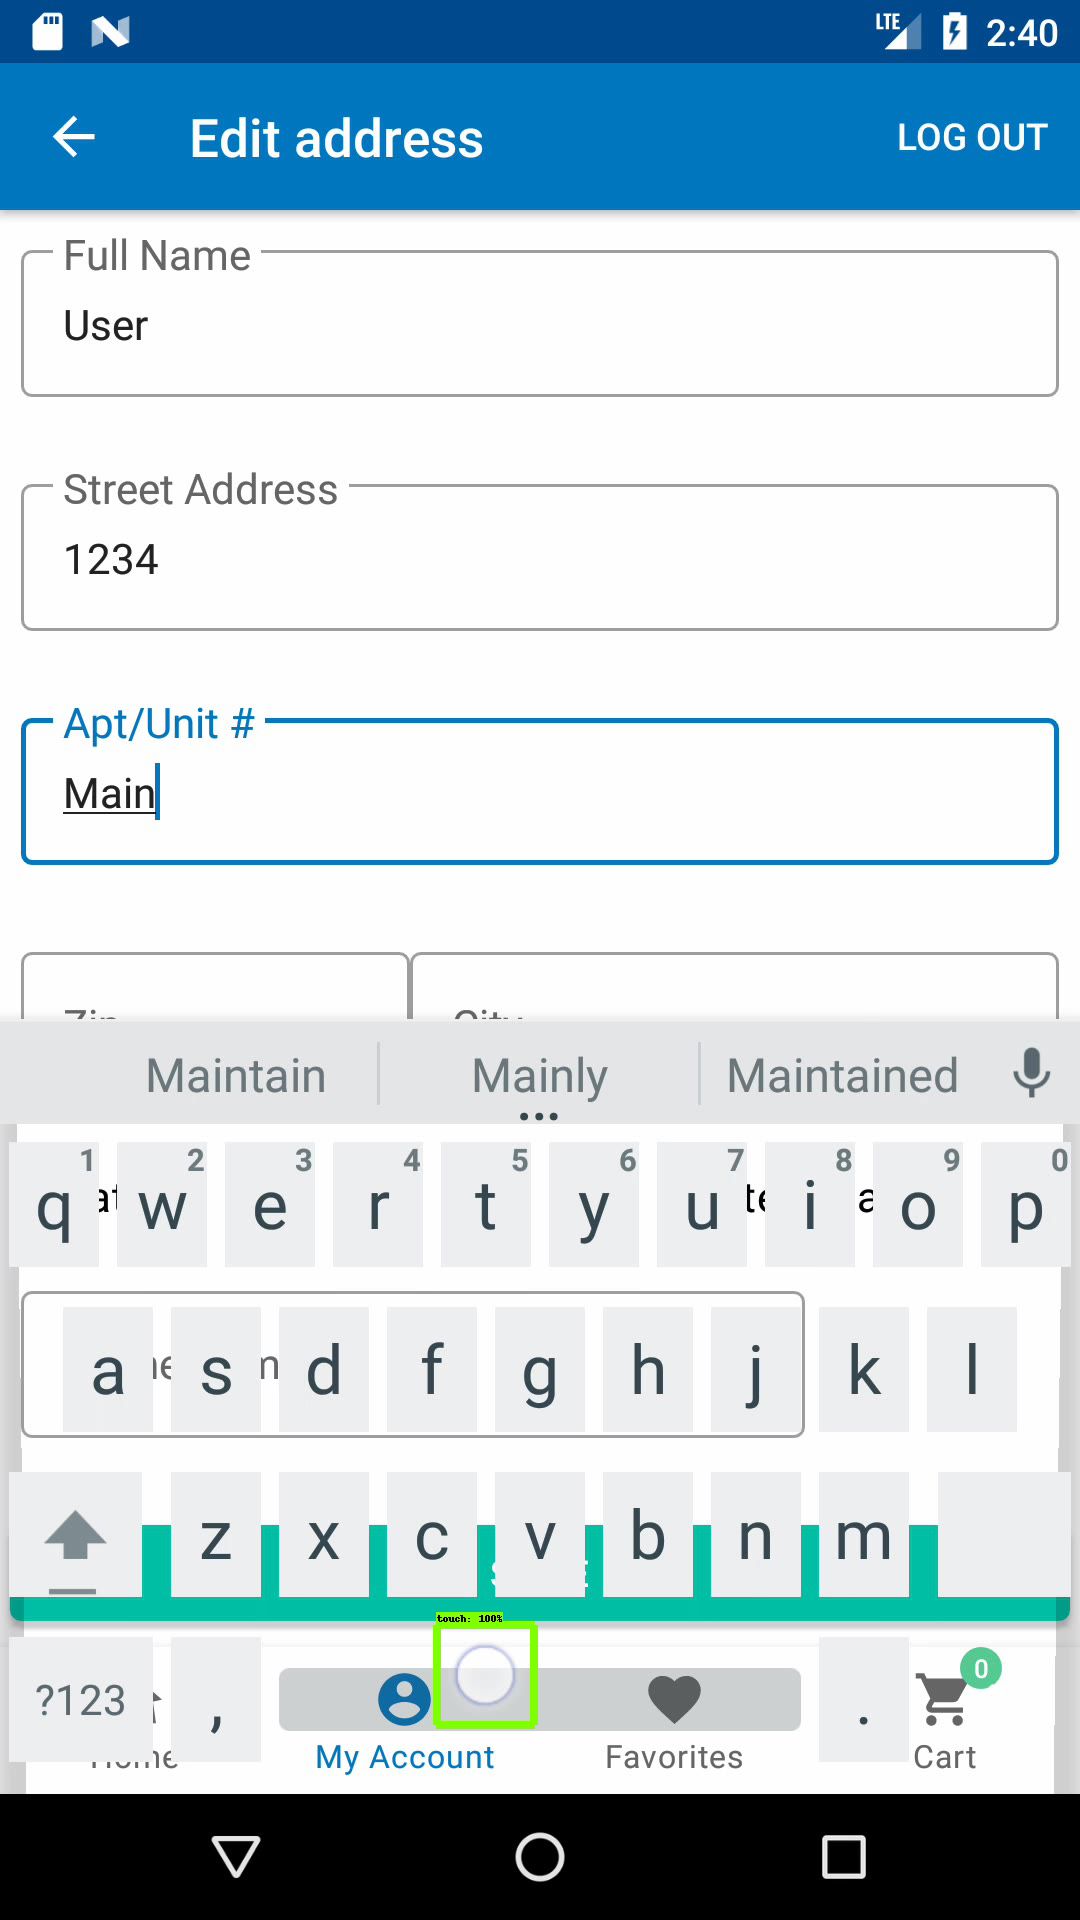 LTE 2:40
Edit address LOG OUT
Full Name
User
Street Address
1234
Apt/Unit #
Main
Zip City
Maintain Mainly Maintained
1 2 3 4 5 6 7 8 9 0
q w e r t y u i o p
a s d f g h j k l
z x c v b n m
touch: 100%
?123 , . 0
Home My Account Favorites Cart